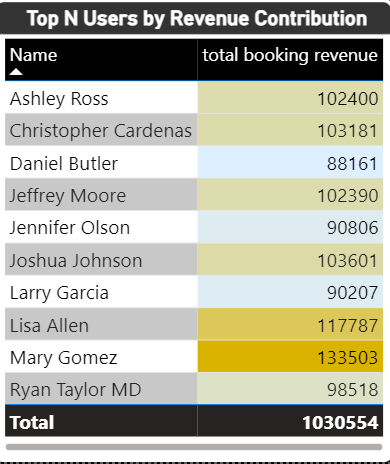 Top N Users by Revenue Contribution
Name total booking revenue
Ashley Ross 102400
Christopher Cardenas 103181
Daniel Butler 88161
Jeffrey Moore 102390
Jennifer Olson 90806
Joshua Johnson 103601
Larry Garcia 90207
Lisa Allen 117787
Mary Gomez 133503
Ryan Taylor MD 98518
Total 1030554